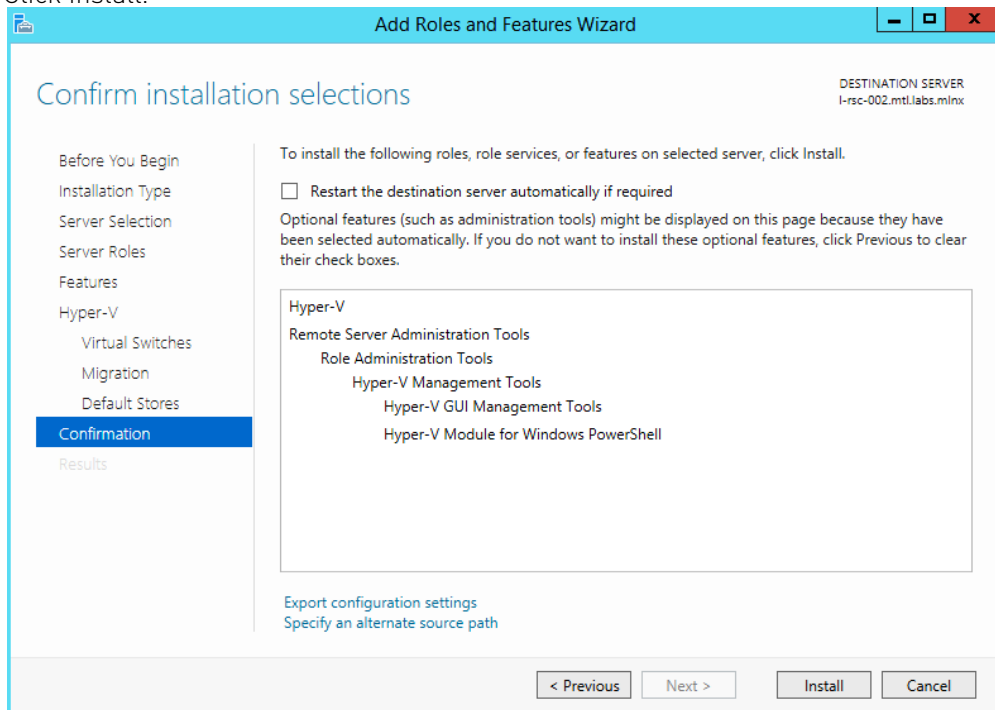 Click Install.
Add Roles and Features Wizard
Confirm installation selections
DESTINATION SERVER
l-rsc-002.mtl.labs.mlnx
Before You Begin
Installation Type
Server Selection
Server Roles
Features
Hyper-V
Virtual Switches
Migration
Default Stores
Confirmation
Results
To install the following roles, role services, or features on selected server, click Install.
Restart the destination server automatically if required
Optional features (such as administration tools) might be displayed on this page because they have
been selected automatically. If you do not want to install these optional features, click Previous to clear
their check boxes.
Hyper-V
Remote Server Administration Tools
Role Administration Tools
Hyper-V Management Tools
Hyper-V GUI Management Tools
Hyper-V Module for Windows PowerShell
Export configuration settings
Specify an alternate source path
< Previous
Next >
Install
Cancel